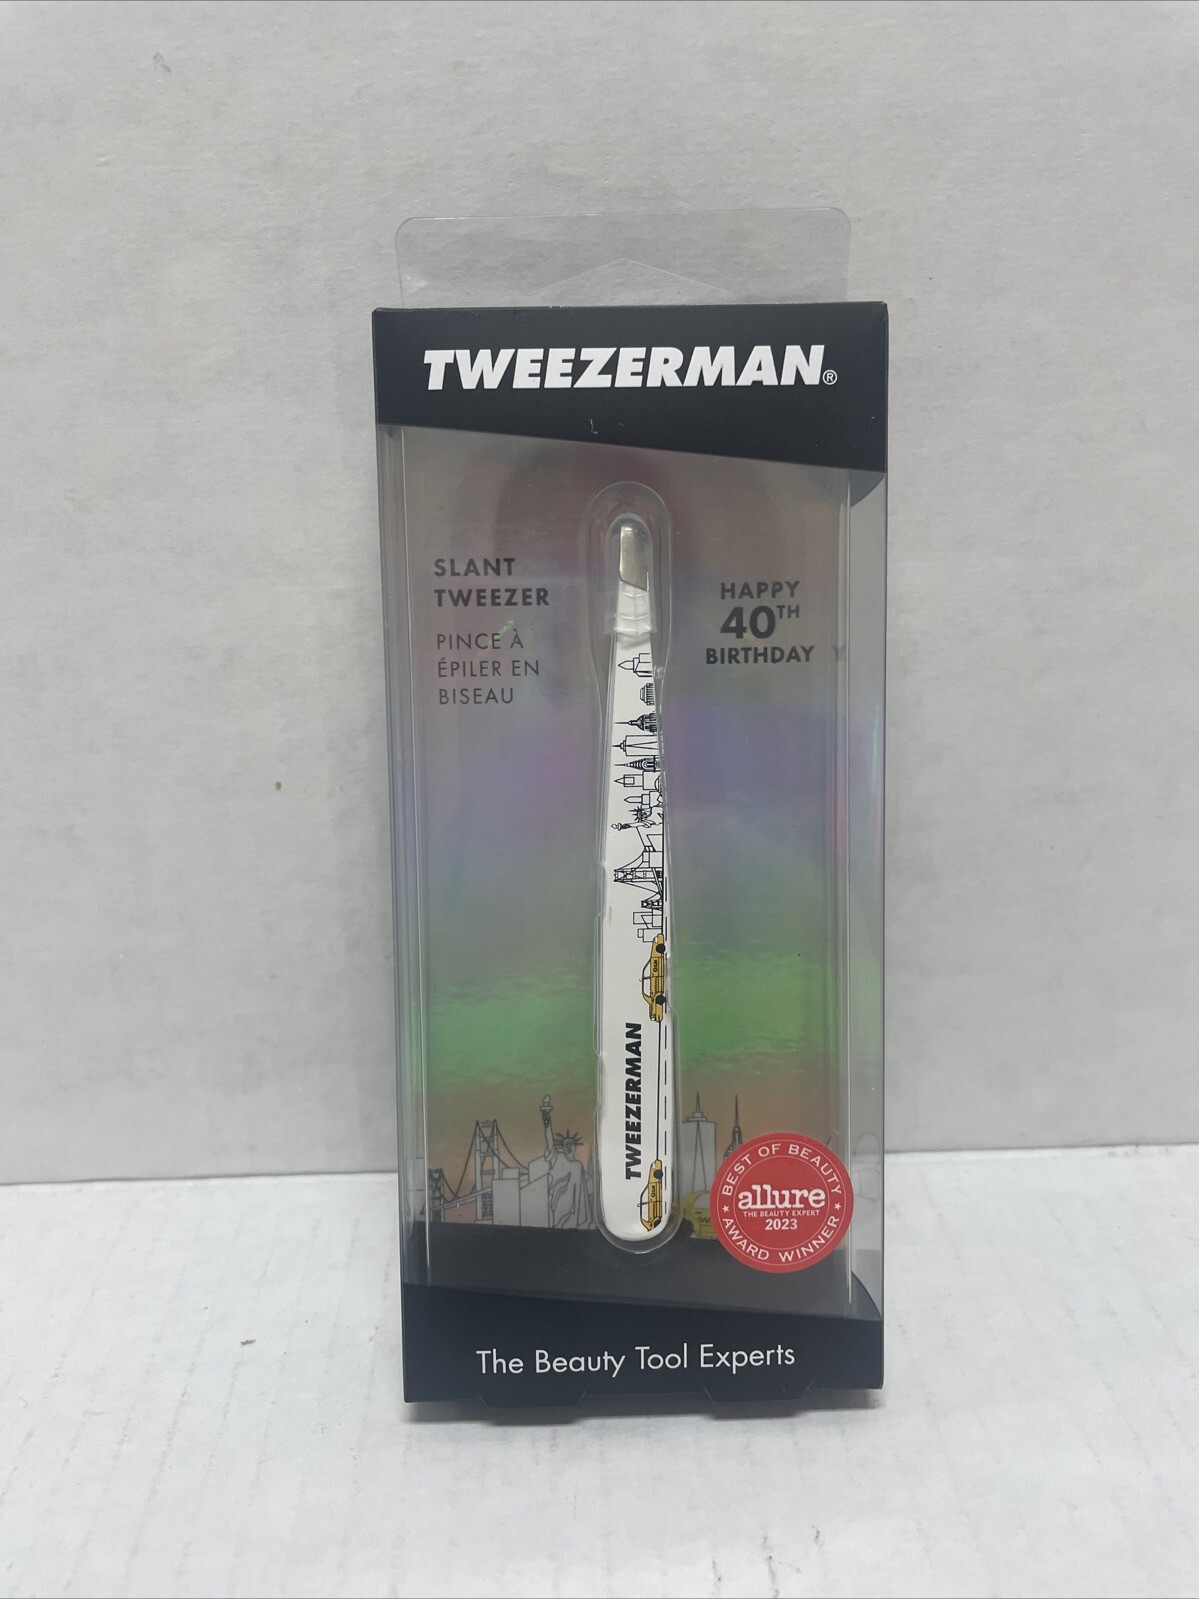 TWEEZERMAN®
SLANT
TWEEZER
PINCE À
ÉPILER EN
BISEAU
HAPPY
40TH
BIRTHDAY
TWEEZERMAN
BEST OF BEAUTY
allure
THE BEAUTY EXPERT
2023
AWARD WINNER
The Beauty Tool Experts